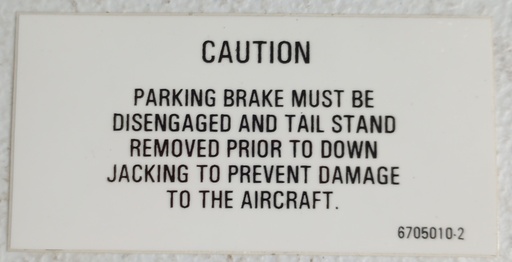 CAUTION
PARKING BRAKE MUST BE
DISENGAGED AND TAIL STAND
REMOVED PRIOR TO DOWN
JACKING TO PREVENT DAMAGE
TO THE AIRCRAFT.
6705010-2